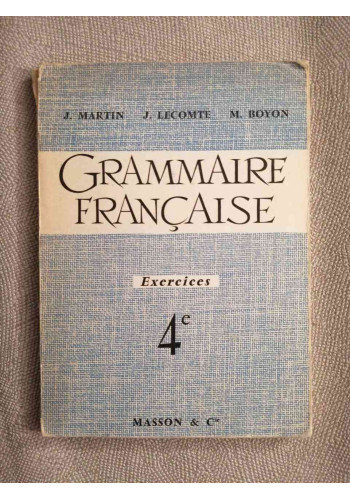 J. MARTIN J. LECOMTE M. BOYON
GRAMMAIRE
FRANÇAISE
Exercices
4e
MASSON & Cie